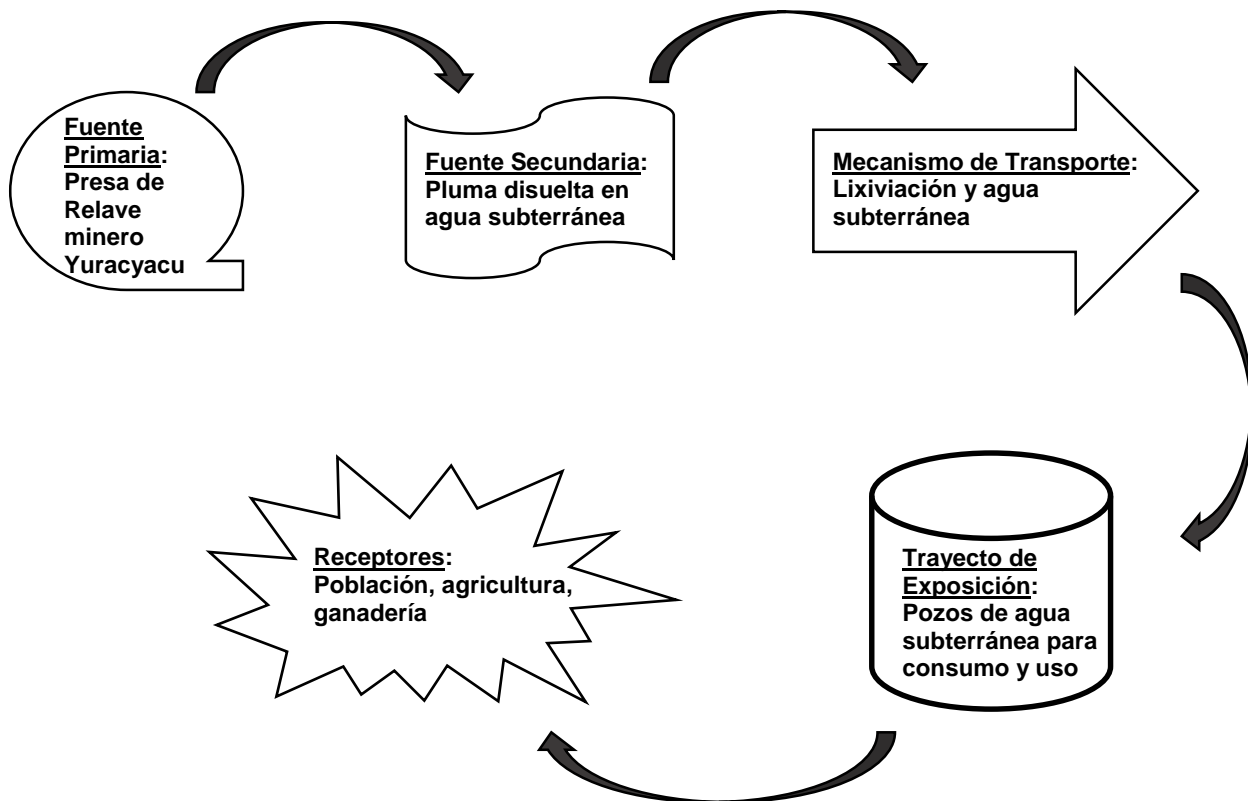 Fuente
Primaria:
Presa de
Relave
minero
Yuracyacu
Fuente Secundaria:
Pluma disuelta en
agua subterránea
Mecanismo de Transporte:
Lixiviación y agua
subterránea
Trayecto de
Exposición:
Pozos de agua
subterránea para
consumo y uso
Receptores:
Población, agricultura,
ganadería